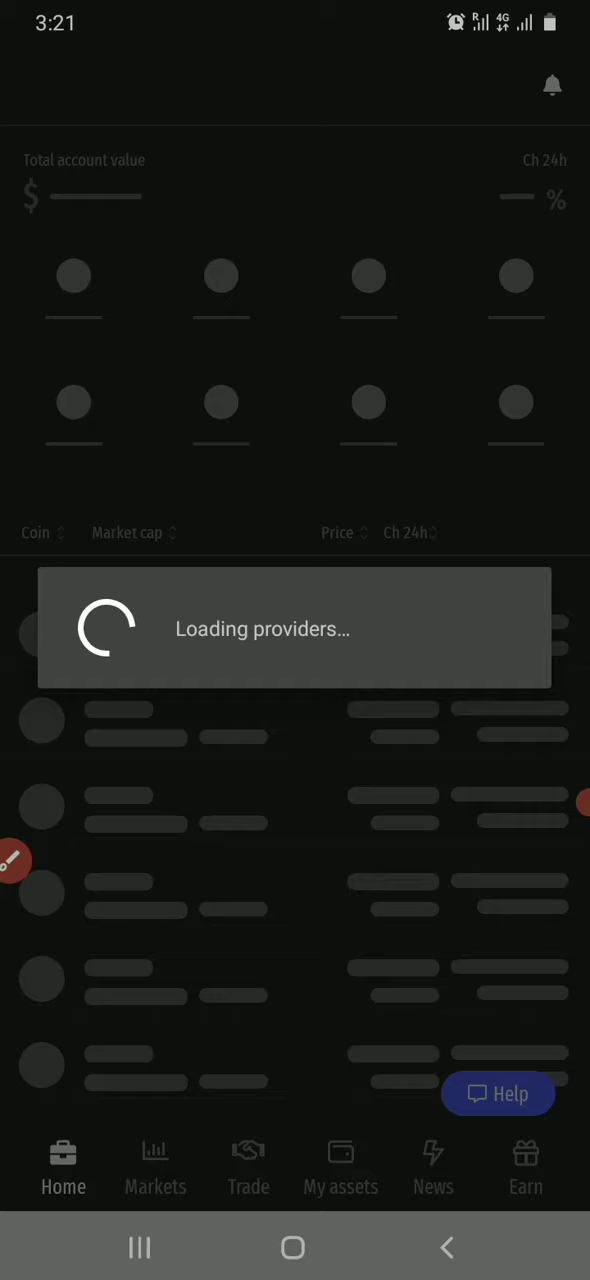 3:21
R 4G
Total account value
Ch 24h
$
%
Coin Market cap Price Ch 24h
Loading providers...
Help
Home Markets Trade My assets News Earn